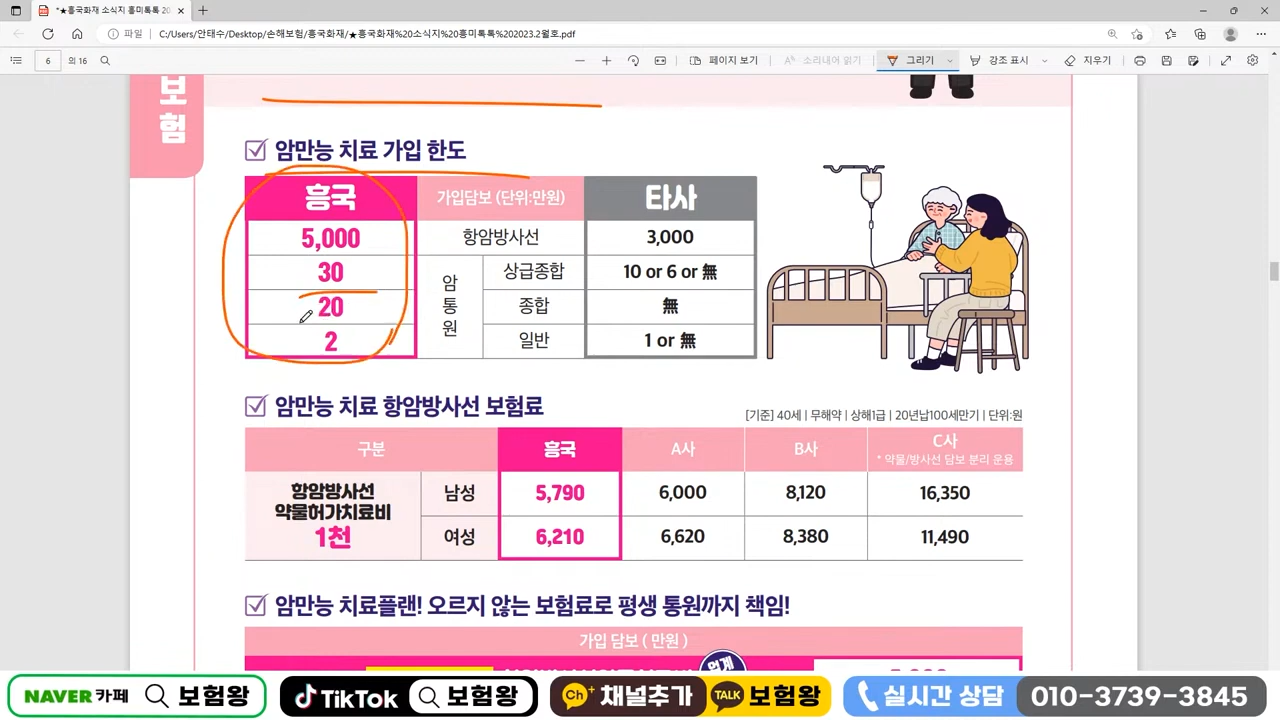 *★흥국화재 소식지 흥미톡톡 20
파일
C:/Users/안태수/Desktop/손해보험/흥국화재/★흥국화재%20소식지%20흥미톡톡%202023.2월호.pdf
6 의 16
페이지 보기
소리내어 읽기
그리기
강조 표시
지우기
보험
암만능 치료 가입 한도
흥국 가입담보 (단위:만원) 타사
5,000 항암방사선 3,000
30 암통원 상급종합 10 or 6 or 無
20 종합 無
2 일반 1 or 無
암만능 치료 항암방사선 보험료
[기준] 40세 | 무해약 | 상해1급 | 20년납100세만기 | 단위:원
구분 흥국 A사 B사 C사
* 약물/방사선 담보 분리 운용
항암방사선
약물허가치료비
1천
남성 5,790 6,000 8,120 16,350
여성 6,210 6,620 8,380 11,490
암만능 치료플랜! 오르지 않는 보험료로 평생 통원까지 책임!
가입 담보 ( 만원 )
업계
NAVER 카페 보험왕
TikTok 보험왕
Ch+ 채널추가 TALK 보험왕
실시간 상담 010-3739-3845